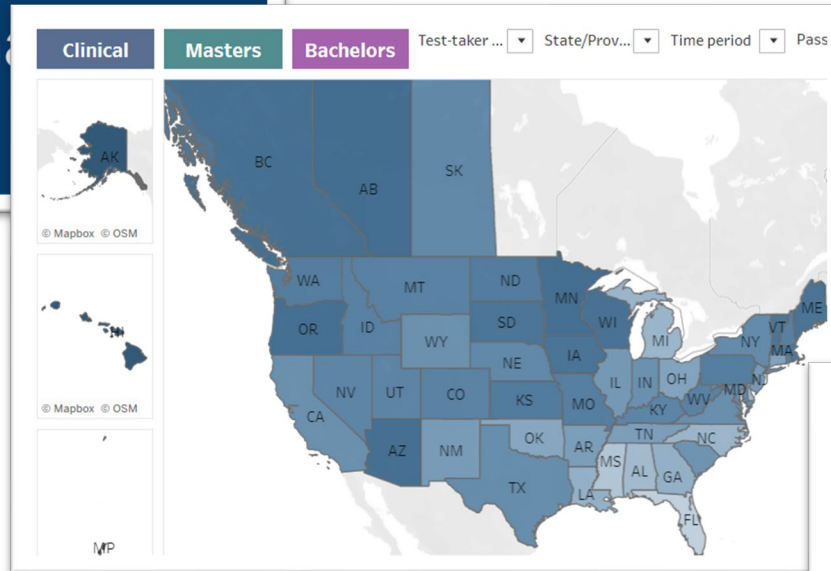 Clinical Masters Bachelors Test-taker ... State/Prov... Time period Pass
AK
© Mapbox © OSM
HI
© Mapbox © OSM
MP
BC
AB
SK
WA
MT
ND
MN
OR
ID
WY
SD
WI
MI
NY
VT
ME
MA
NV
UT
CO
NE
IA
IL
IN
OH
NJ
CA
KS
MO
KY
WV
MD
AZ
NM
OK
AR
TN
NC
TX
LA
MS
AL
GA
FL